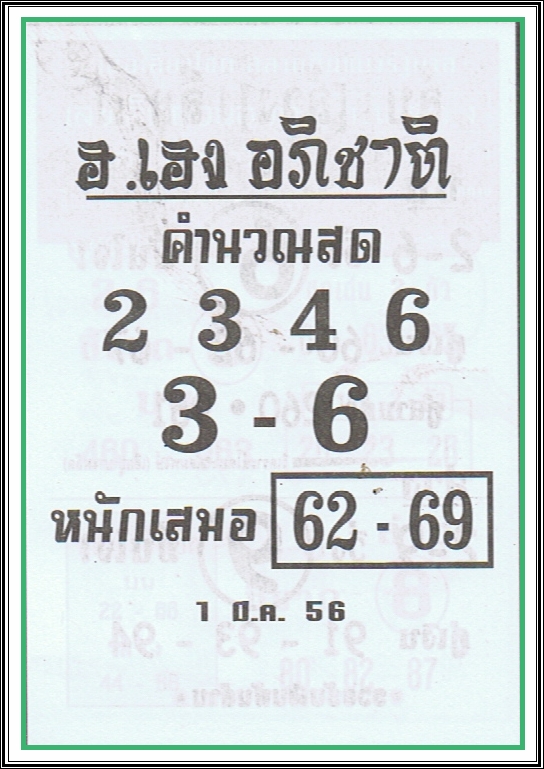 อ.เฮง อภิชาติ
คำนวณสด
2 3 4 6
3 - 6
หนักเสมอ 62 - 69
1 มี.ค. 56